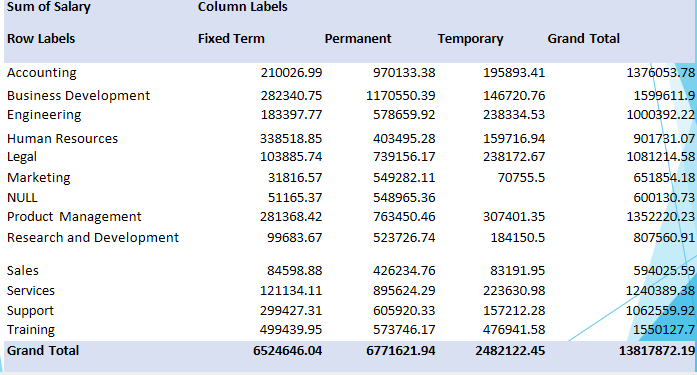 Sum of Salary Column Labels
Row Labels Fixed Term Permanent Temporary Grand Total
Accounting 210026.99 970133.38 195893.41 1376053.78
Business Development 282340.75 1170550.39 146720.76 1599611.9
Engineering 183397.77 578659.92 238334.53 1000392.22
Human Resources 338518.85 403495.28 159716.94 901731.07
Legal 103885.74 739156.17 238172.67 1081214.58
Marketing 31816.57 549282.11 70755.5 651854.18
NULL 51165.37 548965.36 600130.73
Product Management 281368.42 763450.46 307401.35 1352220.23
Research and Development 99683.67 523726.74 184150.5 807560.91
Sales 84598.88 426234.76 83191.95 594025.59
Services 121134.11 895624.29 223630.98 1240389.38
Support 299427.31 605920.33 157212.28 1062559.92
Training 499439.95 573746.17 476941.58 1550127.7
Grand Total 6524646.04 6771621.94 2482122.45 13817872.19